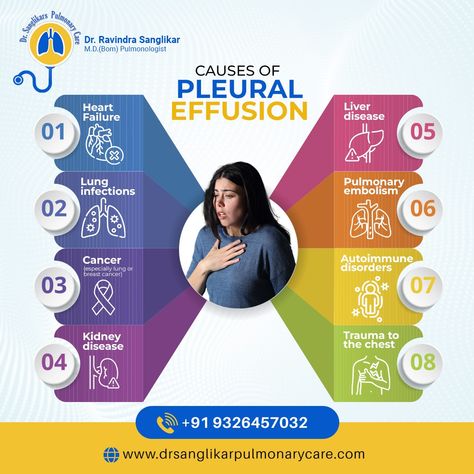 Dr. Sanglikars Pulmonary Care
Dr. Ravindra Sanglikar
M.D.(Bom) Pulmonologist
CAUSES OF
PLEURAL
EFFUSION
01
Heart
Failure
02
Lung
infections
03
Cancer
(especially lung or
breast cancer)
04
Kidney
disease
Liver
disease
05
Pulmonary
embolism
06
Autoimmune
disorders
07
Trauma to
the chest
08
+91 9326457032
www.drsanglikarpulmonarycare.com